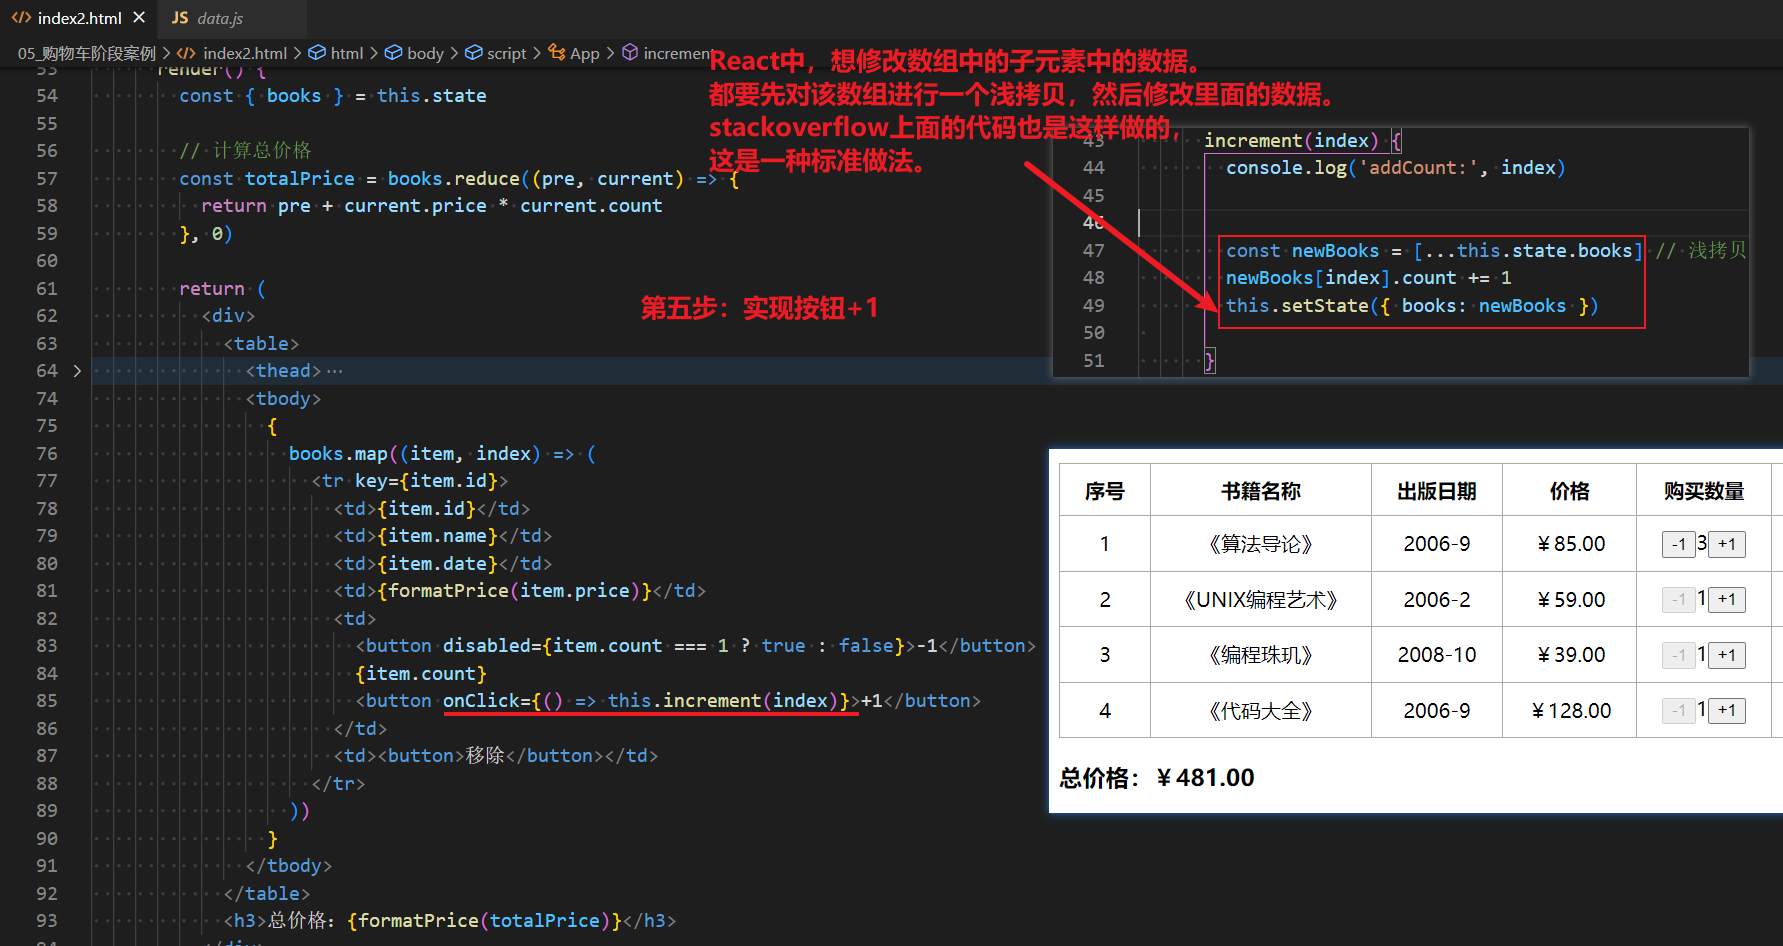 index2.html
JS data.js
05_购物车阶段案例 > index2.html > html > body > script > App > increment
React中，想修改数组中的子元素中的数据。
都要先对该数组进行一个浅拷贝，然后修改里面的数据。
stackoverflow上面的代码也是这样做的，
这是一种标准做法。
53 render() {
54 const { books } = this.state
55
56 // 计算总价格
57 const totalPrice = books.reduce((pre, current) => {
58 return pre + current.price * current.count
59 }, 0)
60
61 return (
62 <div>
63 <table>
64 <thead>···
74 <tbody>
75 {
76 books.map((item, index) => (
77 <tr key={item.id}>
78 <td>{item.id}</td>
79 <td>{item.name}</td>
80 <td>{item.date}</td>
81 <td>{formatPrice(item.price)}</td>
82 <td>
83 <button disabled={item.count === 1 ? true : false}>-1</button>
84 {item.count}
85 <button onClick={() => this.increment(index)}>+1</button>
86 </td>
87 <td><button>移除</button></td>
88 </tr>
89 ))
90 }
91 </tbody>
92 </table>
93 <h3>总价格: {formatPrice(totalPrice)}</h3>
94 </div>
第五步：实现按钮+1
43 increment(index) {
44 console.log('addCount:', index)
45
46
47 const newBooks = [...this.state.books] // 浅拷贝
48 newBooks[index].count += 1
49 this.setState({ books: newBooks })
50
51 }
序号 书籍名称 出版日期 价格 购买数量
1 《算法导论》 2006-9 ￥85.00 -1 3 +1
2 《UNIX编程艺术》 2006-2 ￥59.00 -1 1 +1
3 《编程珠玑》 2008-10 ￥39.00 -1 1 +1
4 《代码大全》 2006-9 ￥128.00 -1 1 +1
总价格：￥481.00